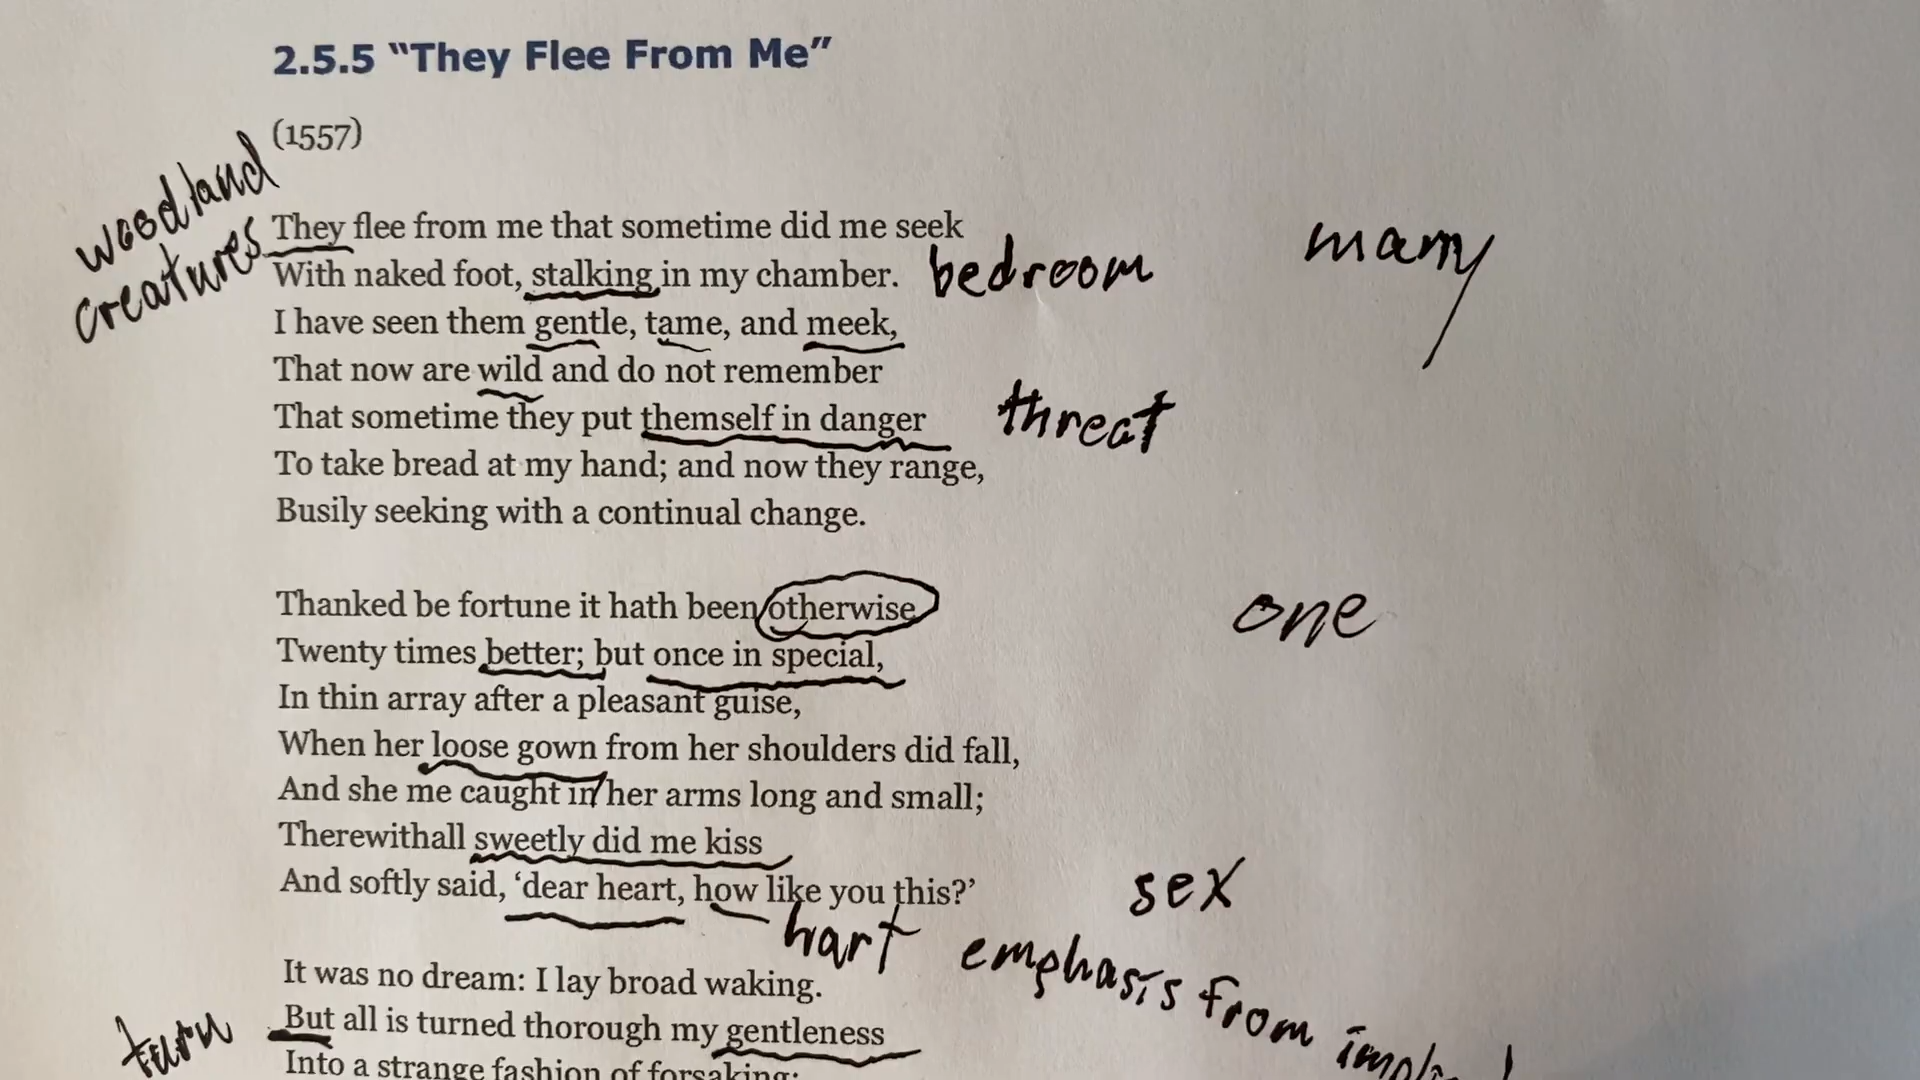 2.5.5 “They Flee From Me”
(1557)
woodland
creatures
They flee from me that sometime did me seek
many
With naked foot, stalking in my chamber.
bedroom
I have seen them gentle, tame, and meek,
That now are wild and do not remember
That sometime they put themself in danger
threat
To take bread at my hand; and now they range,
Busily seeking with a continual change.
Thanked be fortune it hath been otherwise
one
Twenty times better; but once in special,
In thin array after a pleasant guise,
When her loose gown from her shoulders did fall,
And she me caught in her arms long and small;
Therewithall sweetly did me kiss
And softly said, ‘dear heart, how like you this?’
sex
hart
emphasis from
It was no dream: I lay broad waking.
turn
But all is turned thorough my gentleness
Into a strange fashion of forsaking;